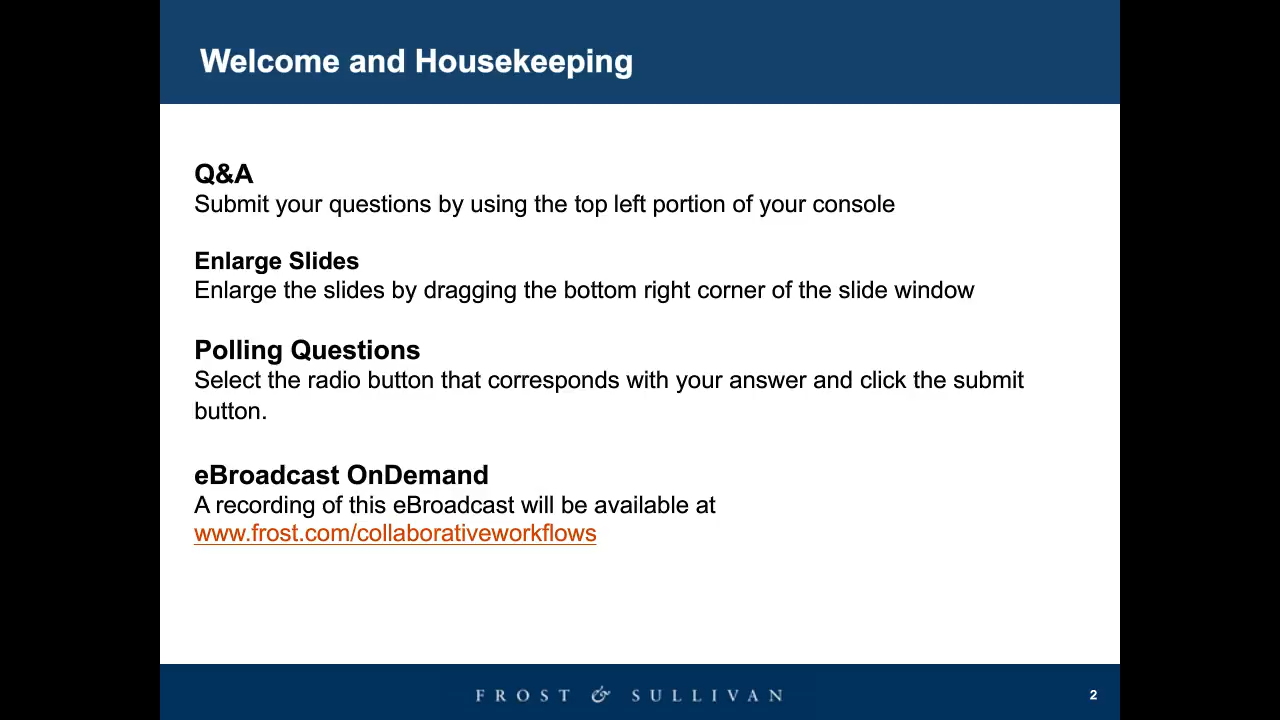 Welcome and Housekeeping
Q&A
Submit your questions by using the top left portion of your console
Enlarge Slides
Enlarge the slides by dragging the bottom right corner of the slide window
Polling Questions
Select the radio button that corresponds with your answer and click the submit
button.
eBroadcast OnDemand
A recording of this eBroadcast will be available at
www.frost.com/collaborativeworkflows
FROST & SULLIVAN
2